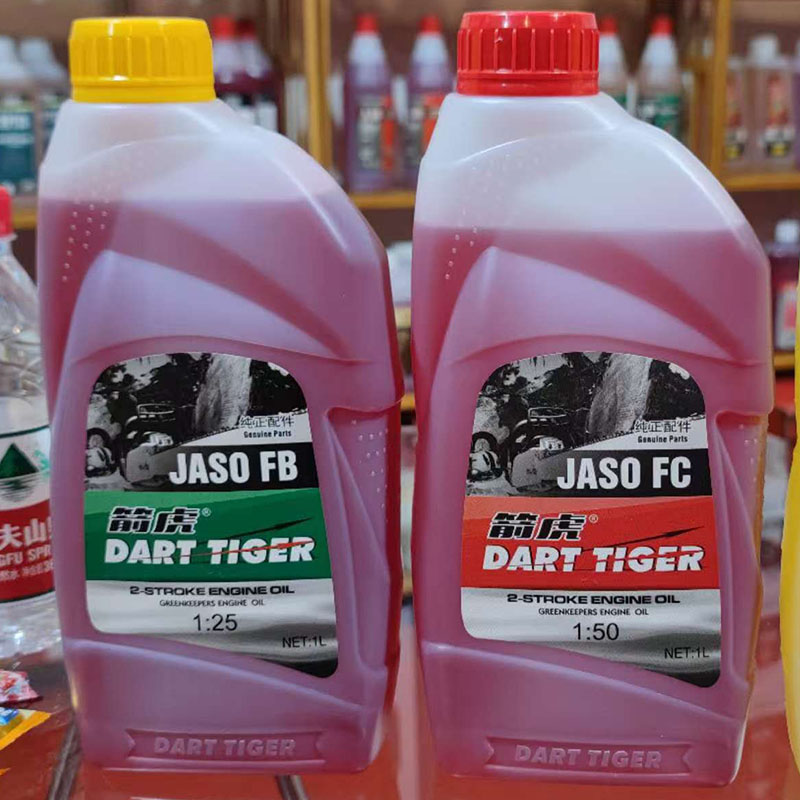 纯正配件
Genuine Parts
JASO FB
箭虎®
DART TIGER
2-STROKE ENGINE OIL
GREENKEEPERS ENGINE OIL
1:25
NET:1L
DART TIGER
纯正配件
Genuine Parts
JASO FC
箭虎®
DART TIGER
2-STROKE ENGINE OIL
GREENKEEPERS ENGINE OIL
1:50
NET:1L
DART TIGER
夫山
FU SPR